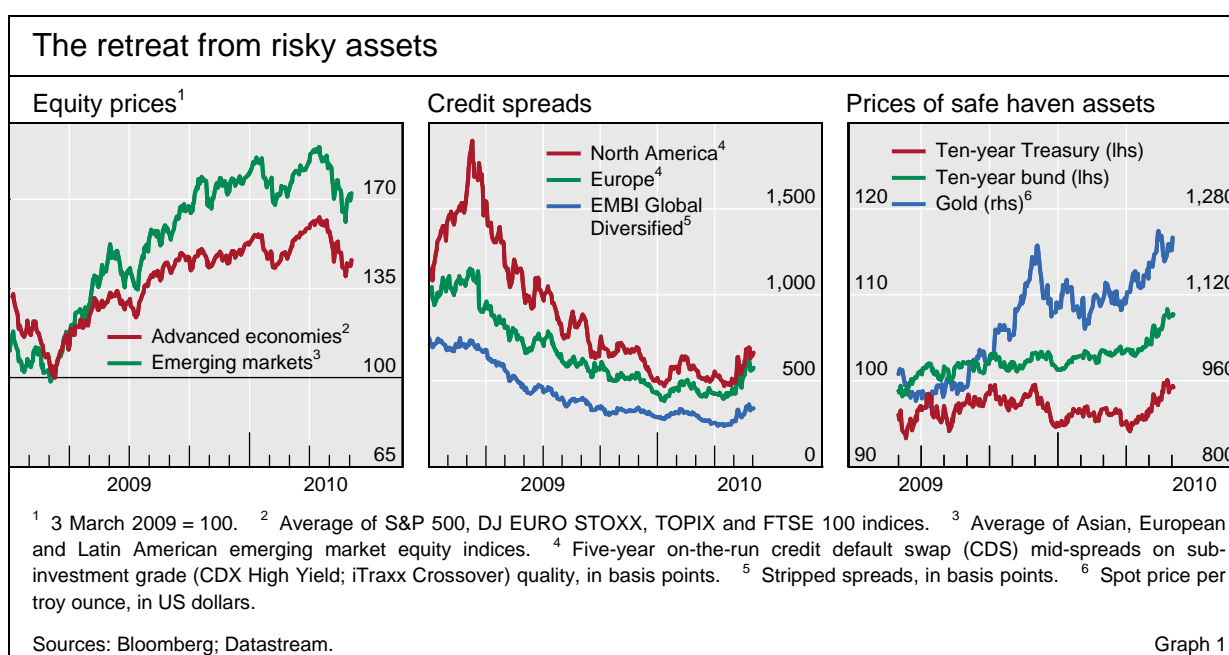 The retreat from risky assets
Equity prices¹
170
135
100
65
Advanced economies²
Emerging markets³
2009
2010
Credit spreads
North America⁴
Europe⁴
EMBI Global
Diversified⁵
1,500
1,000
500
0
2009
2010
Prices of safe haven assets
Ten-year Treasury (lhs)
Ten-year bund (lhs)
Gold (rhs)⁶
120
110
100
90
1,280
1,120
960
800
2009
2010
¹ 3 March 2009 = 100. ² Average of S&P 500, DJ EURO STOXX, TOPIX and FTSE 100 indices. ³ Average of Asian, European
and Latin American emerging market equity indices. ⁴ Five-year on-the-run credit default swap (CDS) mid-spreads on sub-
investment grade (CDX High Yield; iTraxx Crossover) quality, in basis points. ⁵ Stripped spreads, in basis points. ⁶ Spot price per
troy ounce, in US dollars.
Sources: Bloomberg; Datastream.
Graph 1